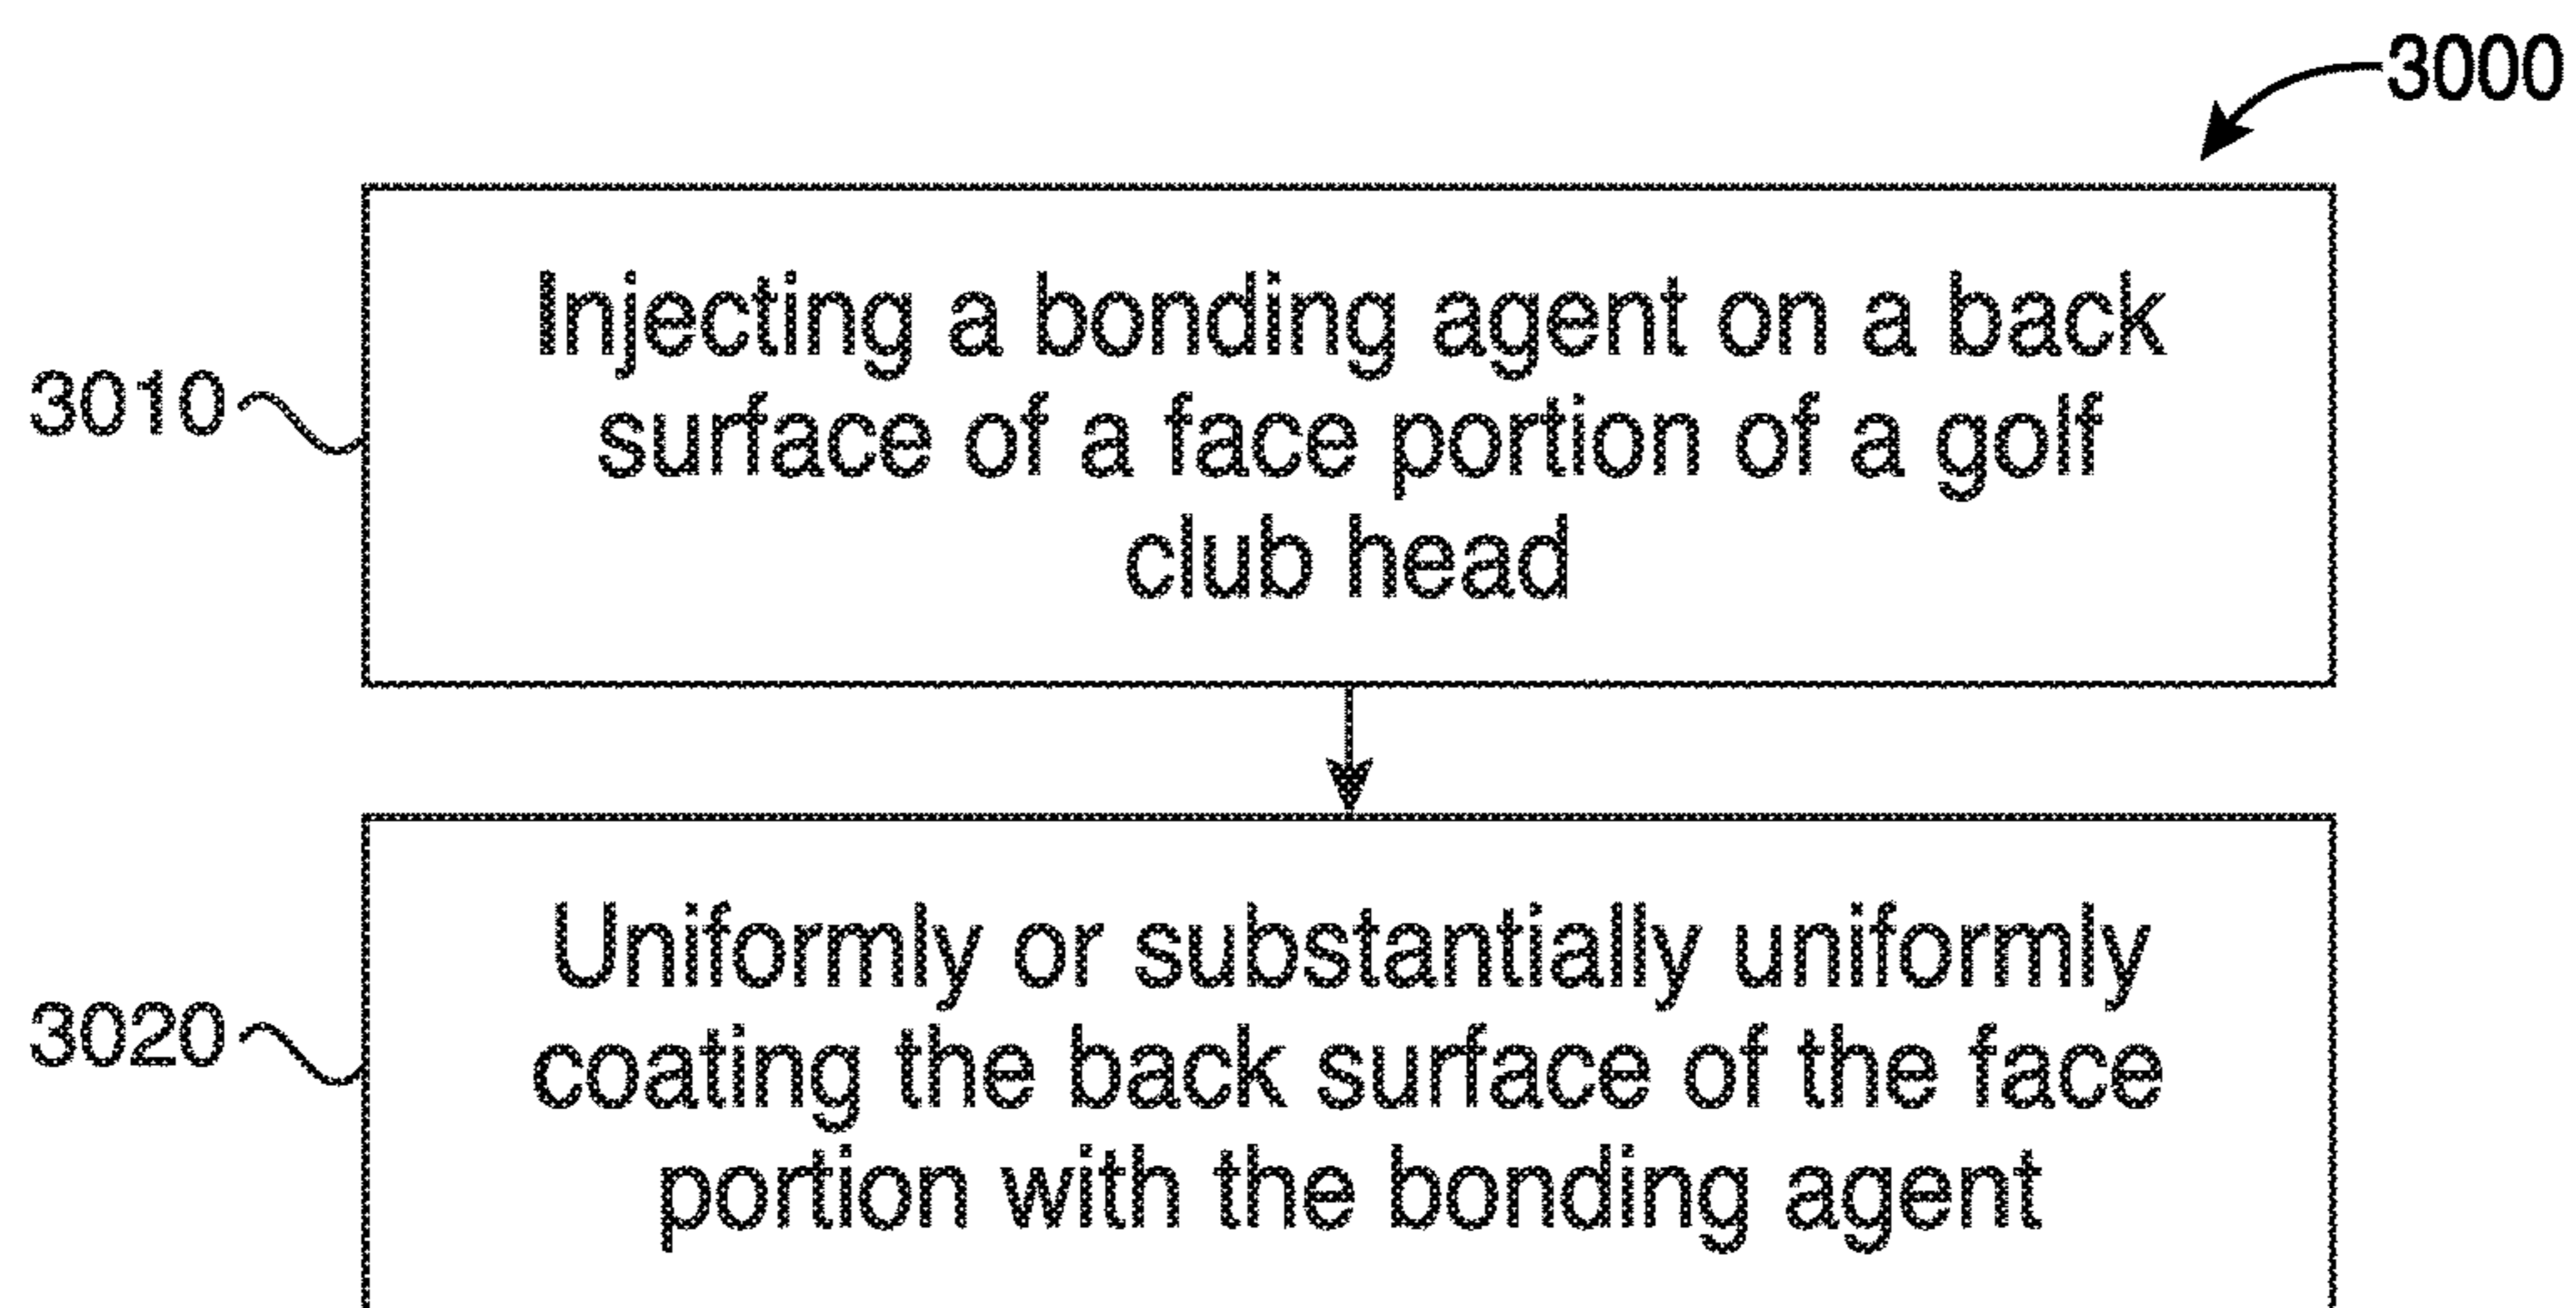 3000
Injecting a bonding agent on a back
surface of a face portion of a golf
club head
3010
Uniformly or substantially uniformly
coating the back surface of the face
portion with the bonding agent
3020